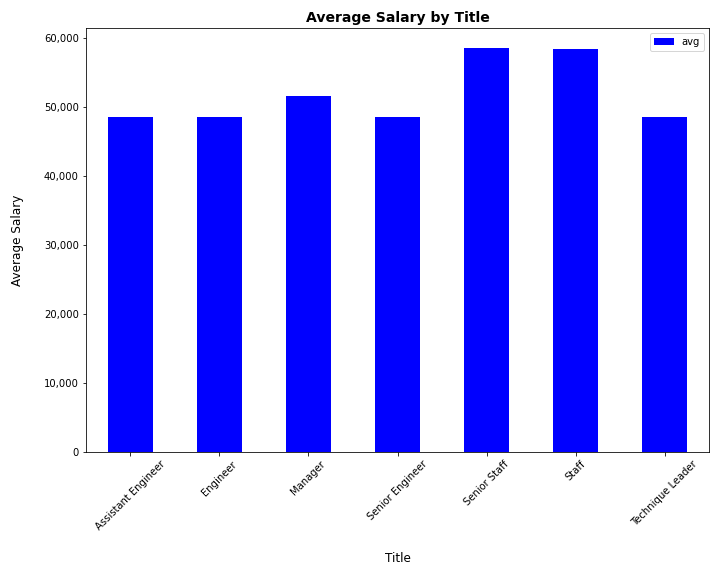 Average Salary by Title
avg
Average Salary
60,000
50,000
40,000
30,000
20,000
10,000
0
Assistant Engineer
Engineer
Manager
Senior Engineer
Senior Staff
Staff
Technique Leader
Title